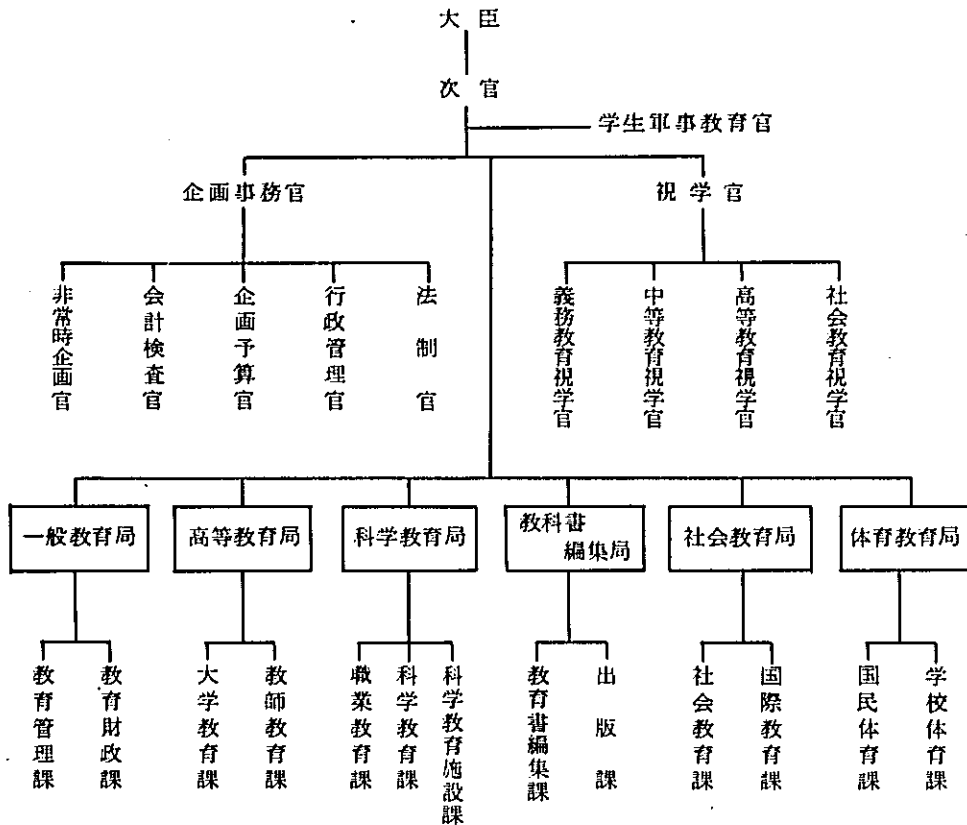 大臣
次官
学生軍事教育官
企画事務官
視学官
非常時企画官
会計検査官
企画予算官
行政管理官
法制官
義務教育視学官
中等教育視学官
高等教育視学官
社会教育視学官
一般教育局
高等教育局
科学教育局
教科書
編集局
社会教育局
体育教育局
教育管理課
教育財政課
大学教育課
教師教育課
職業教育課
科学教育課
科学教育施設課
教育書編集課
出版課
社会教育課
国際教育課
国民体育課
学校体育課